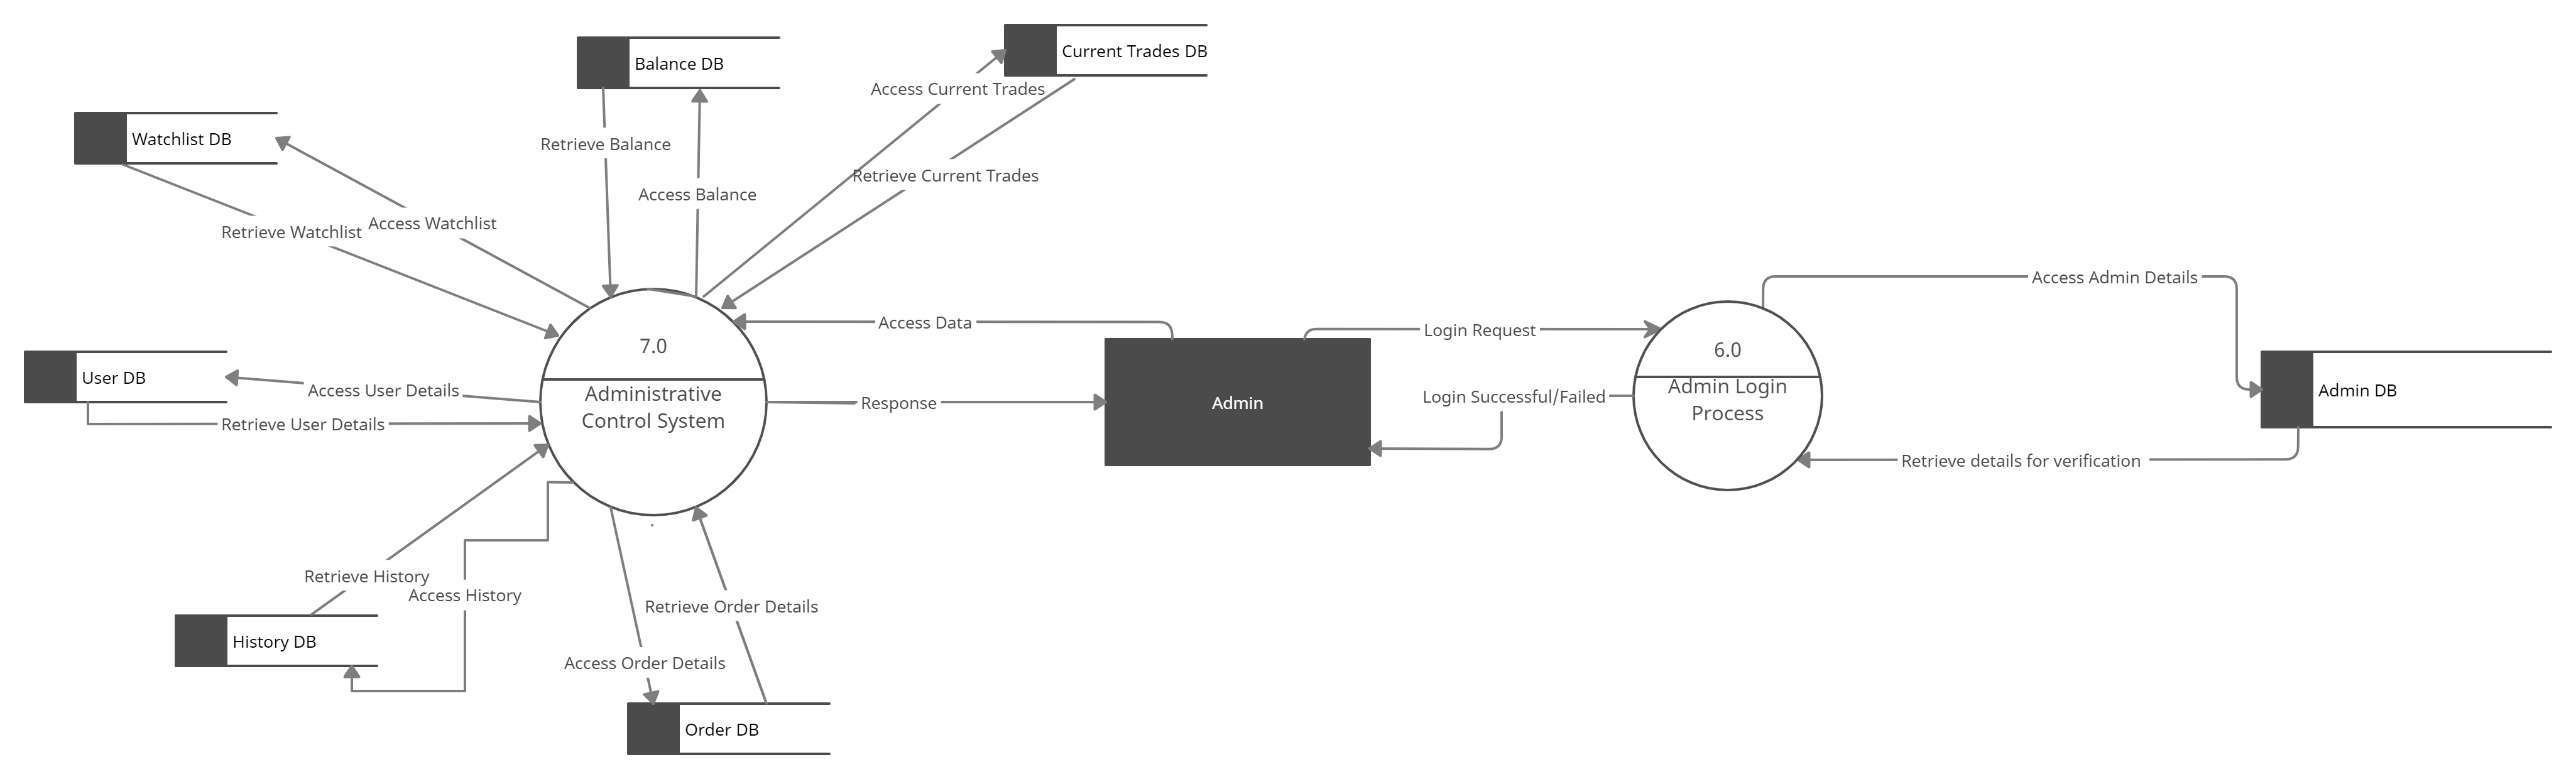 Current Trades DB
Balance DB
Access Current Trades
Watchlist DB
Retrieve Balance
Retrieve Current Trades
Access Balance
Access Watchlist
Retrieve Watchlist
Access Admin Details
Access Data
Login Request
7.0
6.0
User DB
Access User Details
Administrative
Control System
Admin Login
Process
Admin DB
Response
Admin
Login Successful/Failed
Retrieve User Details
Retrieve details for verification
Retrieve History
Access History
Retrieve Order Details
History DB
Access Order Details
Order DB